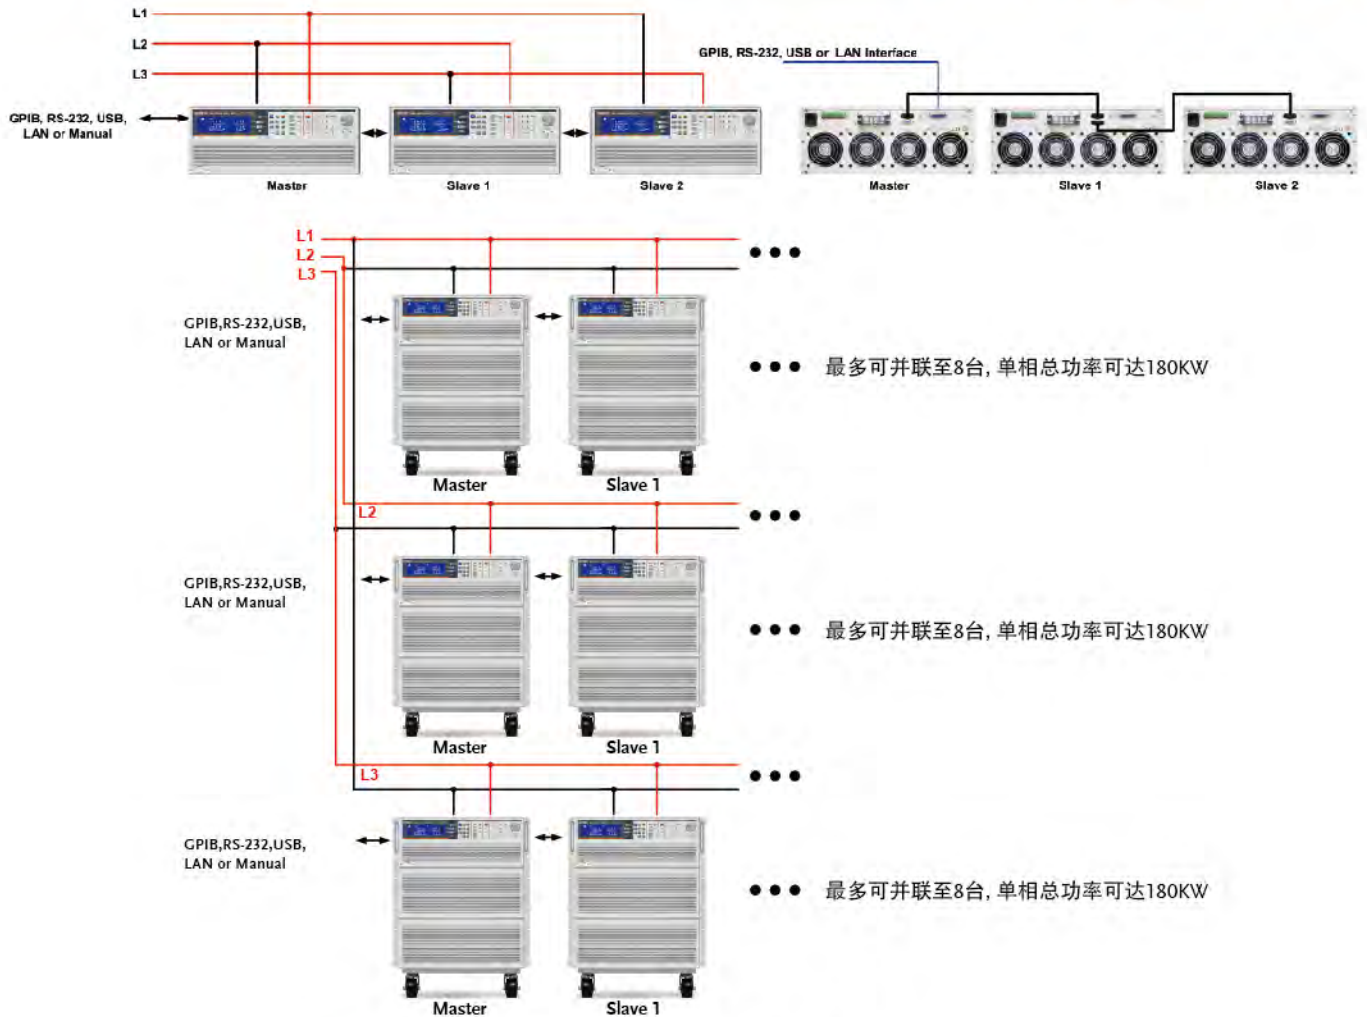 L1
L2
L3
GPIB, RS-232, USB,
LAN or Manual
Master
Slave 1
Slave 2
GPIB, RS-232, USB or LAN Interface
Master
Slave 1
Slave 2
L1
L2
L3
GPIB,RS-232,USB,
LAN or Manual
最多可并联至8台, 单相总功率可达180KW
Master
Slave 1
L2
GPIB,RS-232,USB,
LAN or Manual
最多可并联至8台, 单相总功率可达180KW
Master
Slave 1
L3
GPIB,RS-232,USB,
LAN or Manual
最多可并联至8台, 单相总功率可达180KW
Master
Slave 1